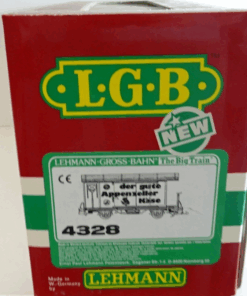 L·G·B·
NEW
LEHMANN-GROSS-BAHN® The Big Train
CE
der gute
Appenzeller
Käse
4328
Made in
W.-Germany
by
LEHMANN